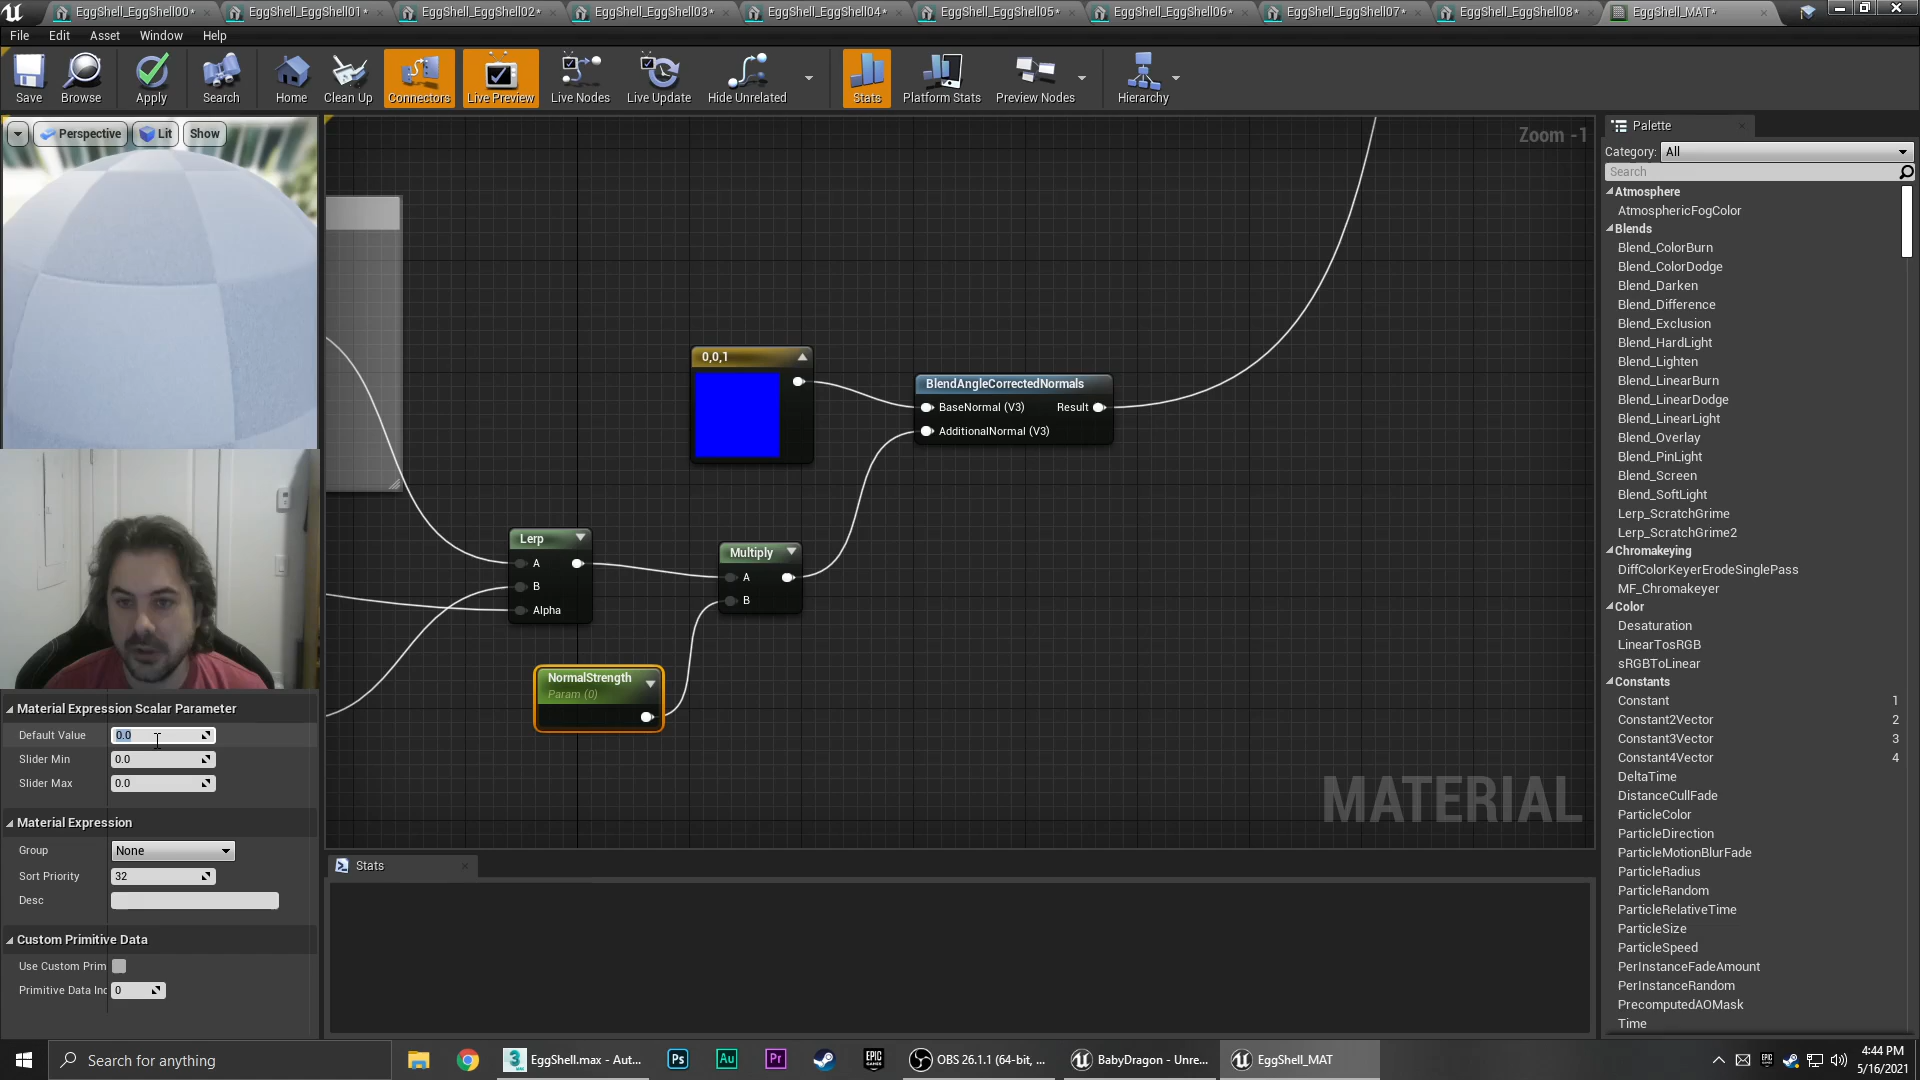 EggShell_EggShell00*
EggShell_EggShell01*
EggShell_EggShell02*
EggShell_EggShell03*
EggShell_EggShell04*
EggShell_EggShell05*
EggShell_EggShell06*
EggShell_EggShell07*
EggShell_EggShell08*
EggShell_MAT*
File Edit Asset Window Help
Save
Browse
Apply
Search
Home
Clean Up
Connectors
Live Preview
Live Nodes
Live Update
Hide Unrelated
Stats
Platform Stats
Preview Nodes
Hierarchy
Perspective
Lit
Show
Zoom -1
0,0,1
BlendAngleCorrectedNormals
BaseNormal (V3) Result
AdditionalNormal (V3)
Lerp
A
B
Alpha
Multiply
A
B
NormalStrength
Param (0)
MATERIAL
Stats
Material Expression Scalar Parameter
Default Value 0.0
Slider Min 0.0
Slider Max 0.0
Material Expression
Group None
Sort Priority 32
Desc
Custom Primitive Data
Use Custom Prim
Primitive Data Inc 0
Palette
Category: All
Search
Atmosphere
AtmosphericFogColor
Blends
Blend_ColorBurn
Blend_ColorDodge
Blend_Darken
Blend_Difference
Blend_Exclusion
Blend_HardLight
Blend_Lighten
Blend_LinearBurn
Blend_LinearDodge
Blend_LinearLight
Blend_Overlay
Blend_PinLight
Blend_Screen
Blend_SoftLight
Lerp_ScratchGrime
Lerp_ScratchGrime2
Chromakeying
DiffColorKeyerErodeSinglePass
MF_Chromakeyer
Color
Desaturation
LinearTosRGB
sRGBToLinear
Constants
Constant 1
Constant2Vector 2
Constant3Vector 3
Constant4Vector 4
DeltaTime
DistanceCullFade
ParticleColor
ParticleDirection
ParticleMotionBlurFade
ParticleRadius
ParticleRandom
ParticleRelativeTime
ParticleSize
ParticleSpeed
PerInstanceFadeAmount
PerInstanceRandom
PrecomputedAOMask
Time
Search for anything
3
EggShell.max - Aut...
Ps
Au
Pr
EPIC GAMES
OBS 26.1.1 (64-bit, ...
BabyDragon - Unre...
EggShell_MAT
4:44 PM
5/16/2021